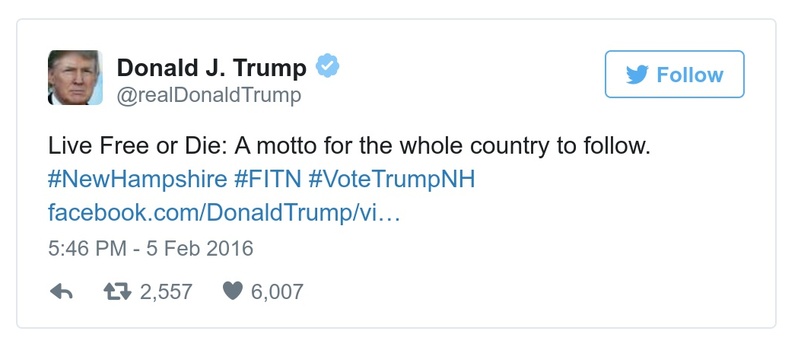 Donald J. Trump
@realDonaldTrump
Follow
Live Free or Die: A motto for the whole country to follow.
#NewHampshire #FITN #VoteTrumpNH
facebook.com/DonaldTrump/vi…
5:46 PM - 5 Feb 2016
2,557 6,007